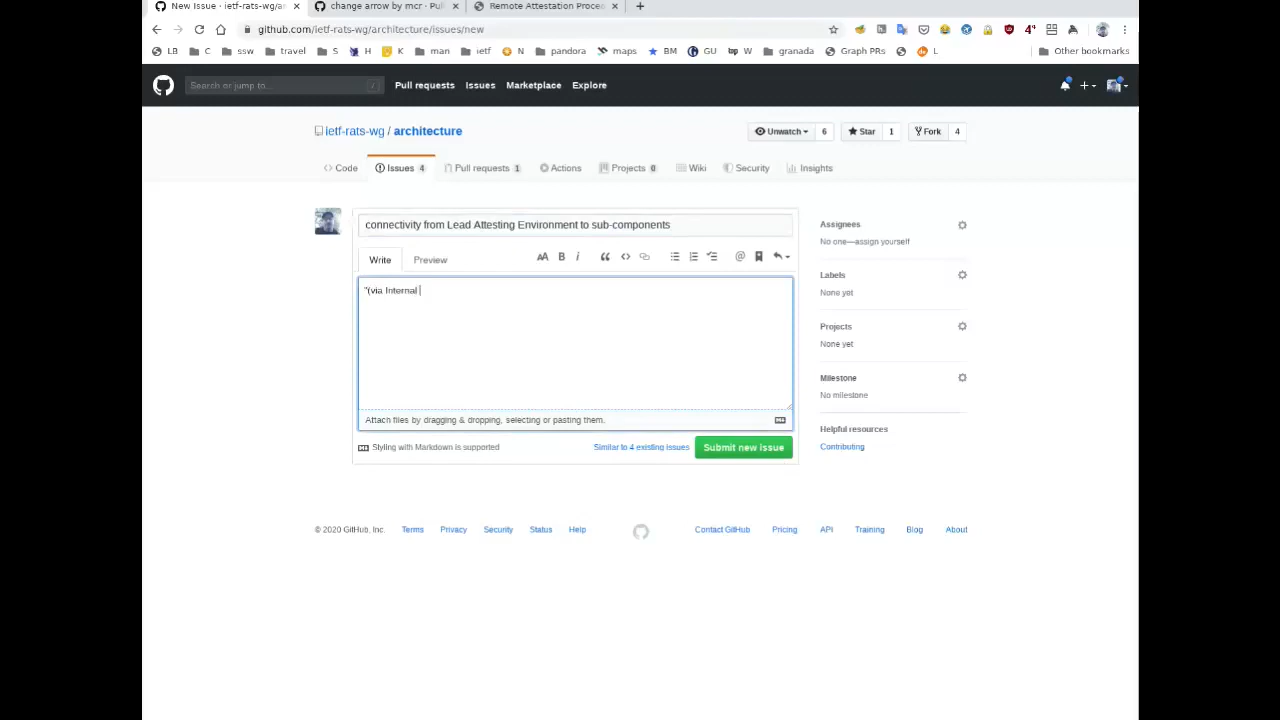 New Issue · ietf-rats-wg/ar
change arrow by mcr · Pul
Remote Attestation Proce
github.com/ietf-rats-wg/architecture/issues/new
LB C ssw travel S H K man ietf N pandora maps BM GU W granada Graph PRs L Other bookmarks
Search or jump to... /
Pull requests Issues Marketplace Explore
ietf-rats-wg / architecture
Unwatch 6 Star 1 Fork 4
Code Issues 4 Pull requests 1 Actions Projects 0 Wiki Security Insights
connectivity from Lead Attesting Environment to sub-components
Write Preview
"(via Internal
Attach files by dragging & dropping, selecting or pasting them.
Styling with Markdown is supported
Similar to 4 existing issues
Submit new issue
Assignees
No one—assign yourself
Labels
None yet
Projects
None yet
Milestone
No milestone
Helpful resources
Contributing
© 2020 GitHub, Inc. Terms Privacy Security Status Help Contact GitHub Pricing API Training Blog About